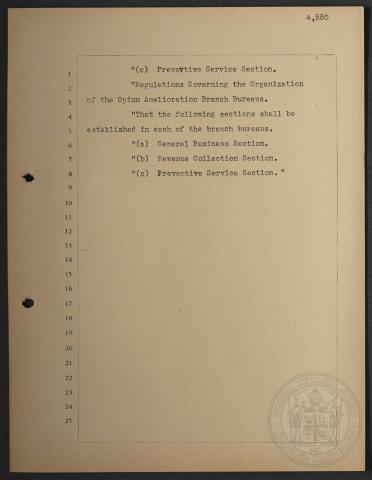 4,880
1 "(c) Preventive Service Section.
2 "Regulations Governing the Organization
3 of the Opium Amelioration Branch Bureaus.
4 "That the following sections shall be
5 established in each of the branch bureaus.
6 "(a) General Business Section.
7 "(b) Revenue Collection Section.
8 "(c) Preventive Service Section."
9
10
11
12
13
14
15
16
17
18
19
20
21
22
23
24
25